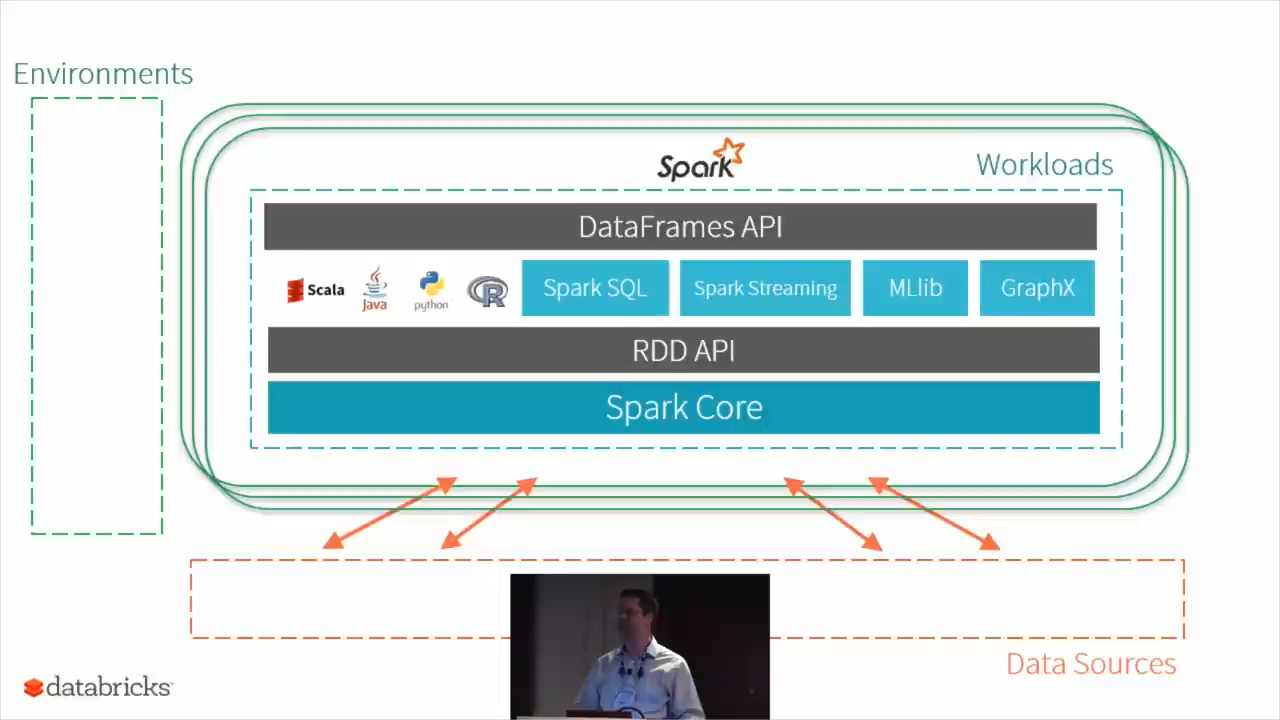 Environments
Spark
Workloads
DataFrames API
Scala
Java
python
R
Spark SQL
Spark Streaming
MLlib
GraphX
RDD API
Spark Core
Data Sources
databricks